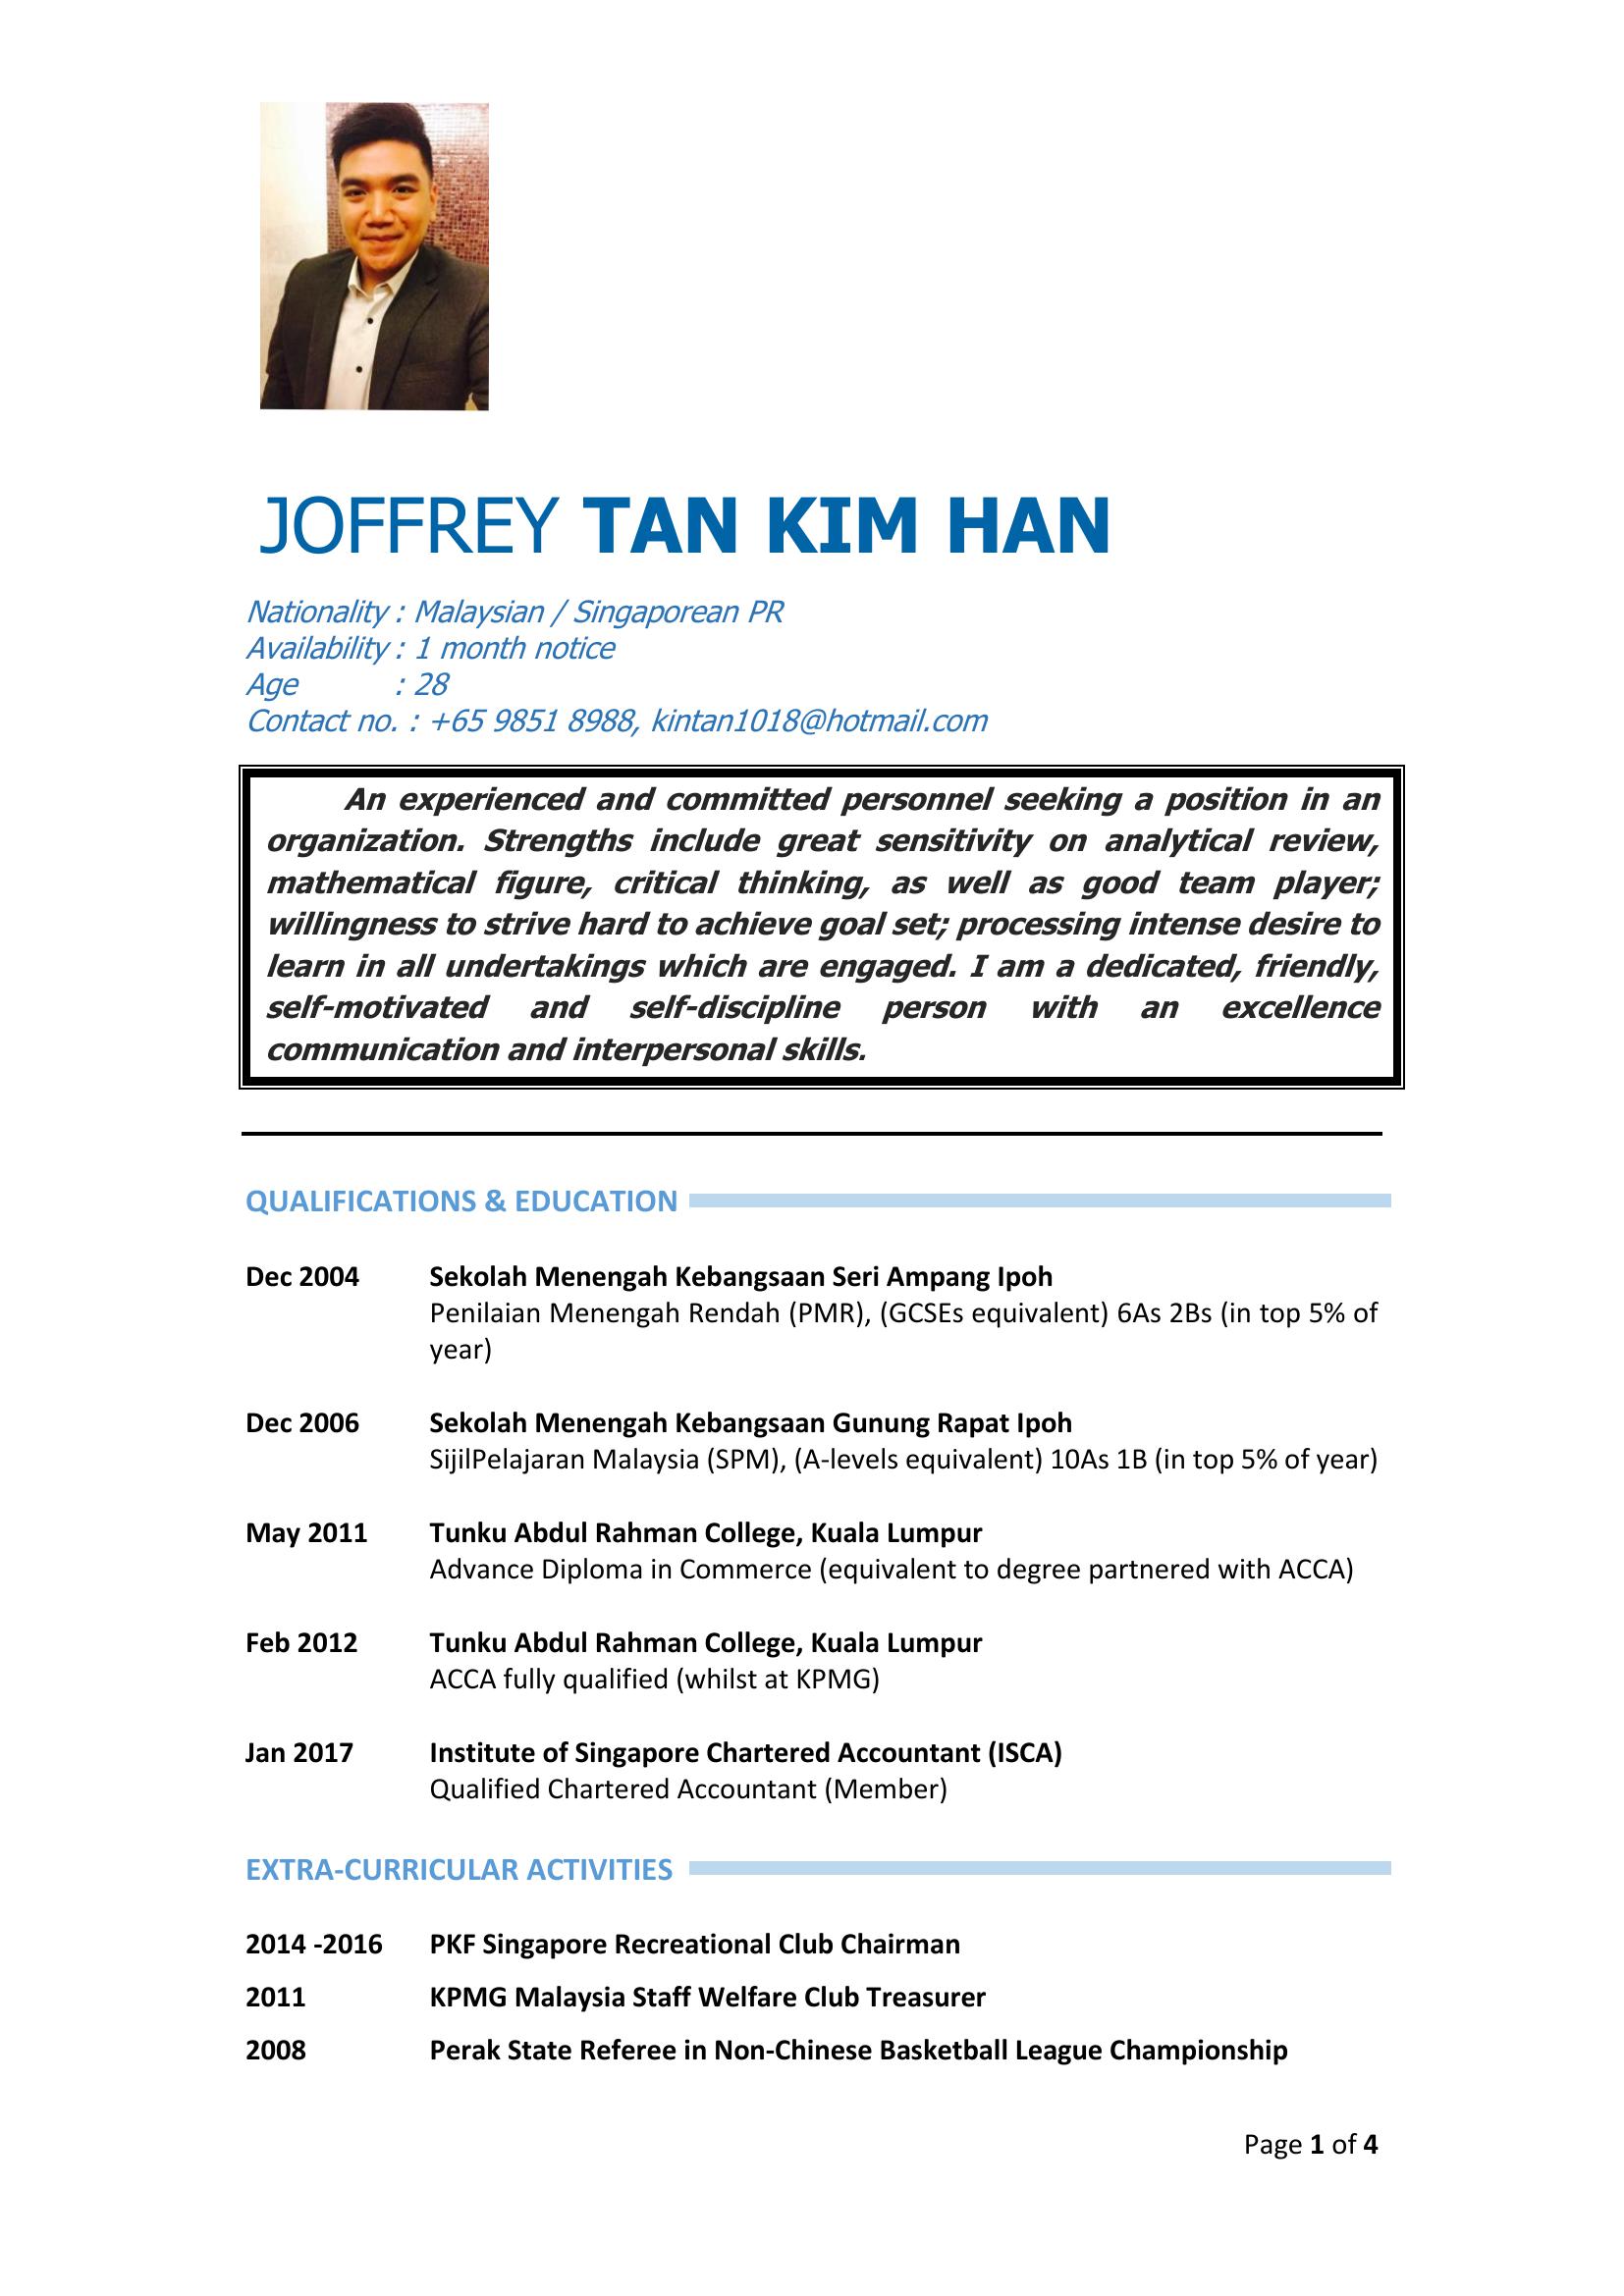 JOFFREY TAN KIM HAN
Nationality : Malaysian / Singaporean PR
Availability : 1 month notice
Age : 28
Contact no. : +65 9851 8988, kintan1018@hotmail.com
An experienced and committed personnel seeking a position in an
organization. Strengths include great sensitivity on analytical review,
mathematical figure, critical thinking, as well as good team player;
willingness to strive hard to achieve goal set; processing intense desire to
learn in all undertakings which are engaged. I am a dedicated, friendly,
self-motivated and self-discipline person with an excellence
communication and interpersonal skills.
QUALIFICATIONS & EDUCATION
Dec 2004 Sekolah Menengah Kebangsaan Seri Ampang Ipoh
Penilaian Menengah Rendah (PMR), (GCSEs equivalent) 6As 2Bs (in top 5% of
year)
Dec 2006 Sekolah Menengah Kebangsaan Gunung Rapat Ipoh
SijilPelajaran Malaysia (SPM), (A-levels equivalent) 10As 1B (in top 5% of year)
May 2011 Tunku Abdul Rahman College, Kuala Lumpur
Advance Diploma in Commerce (equivalent to degree partnered with ACCA)
Feb 2012 Tunku Abdul Rahman College, Kuala Lumpur
ACCA fully qualified (whilst at KPMG)
Jan 2017 Institute of Singapore Chartered Accountant (ISCA)
Qualified Chartered Accountant (Member)
EXTRA-CURRICULAR ACTIVITIES
2014 -2016 PKF Singapore Recreational Club Chairman
2011 KPMG Malaysia Staff Welfare Club Treasurer
2008 Perak State Referee in Non-Chinese Basketball League Championship
Page 1 of 4